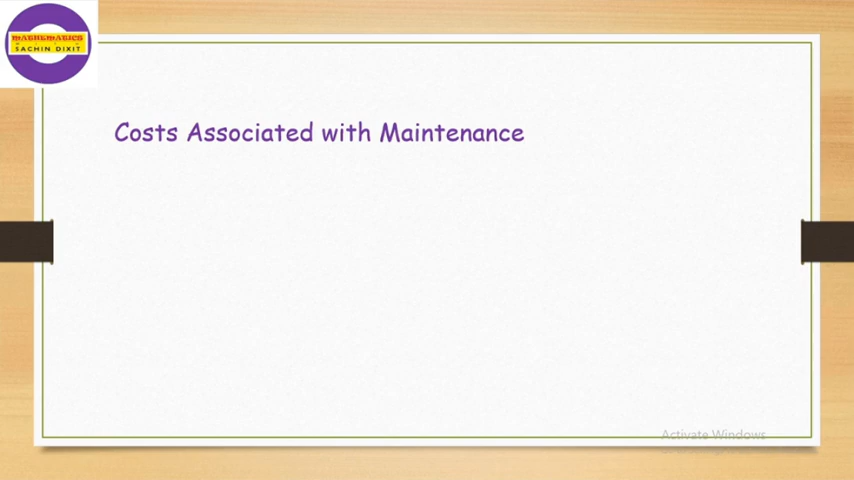 MATHEMATICS
SACHIN DIXIT
Costs Associated with Maintenance
Activate Windows